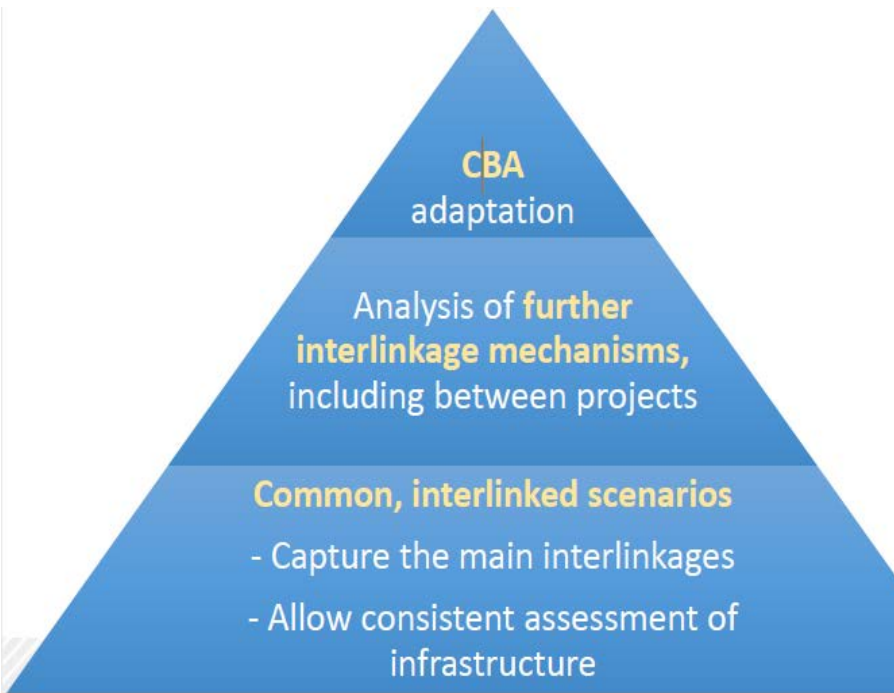 CBA
adaptation
Analysis of further
interlinkage mechanisms,
including between projects
Common, interlinked scenarios
- Capture the main interlinkages
- Allow consistent assessment of
infrastructure